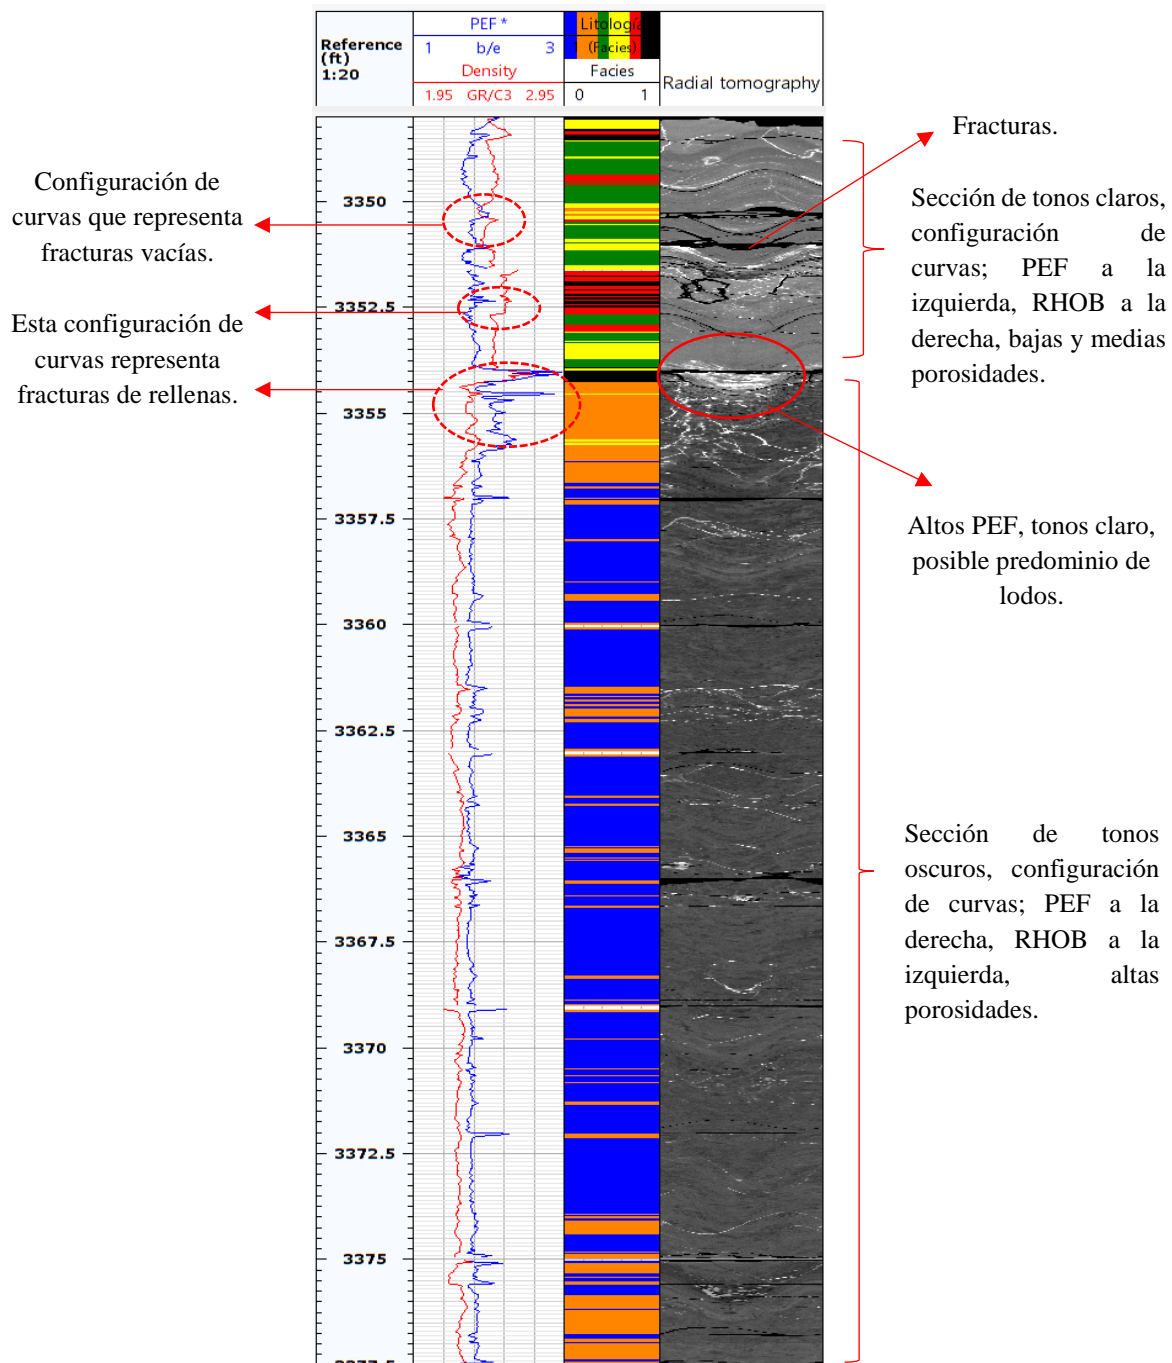 Reference
(ft)
1:20
PEF *
1 b/e 3
Density
1.95 GR/C3 2.95
Litología
(Facies)
Facies
0 1
Radial tomography
Configuración de
curvas que representa
fracturas vacías.
Esta configuración de
curvas representa
fracturas de rellenas.
3350
3352.5
3355
3357.5
3360
3362.5
3365
3367.5
3370
3372.5
3375
3377.5
Fracturas.
Sección de tonos claros,
configuración de
curvas; PEF a la
izquierda, RHOB a la
derecha, bajas y medias
porosidades.
Altos PEF, tonos claro,
posible predominio de
lodos.
Sección de tonos
oscuros, configuración
de curvas; PEF a la
derecha, RHOB a la
izquierda, altas
porosidades.